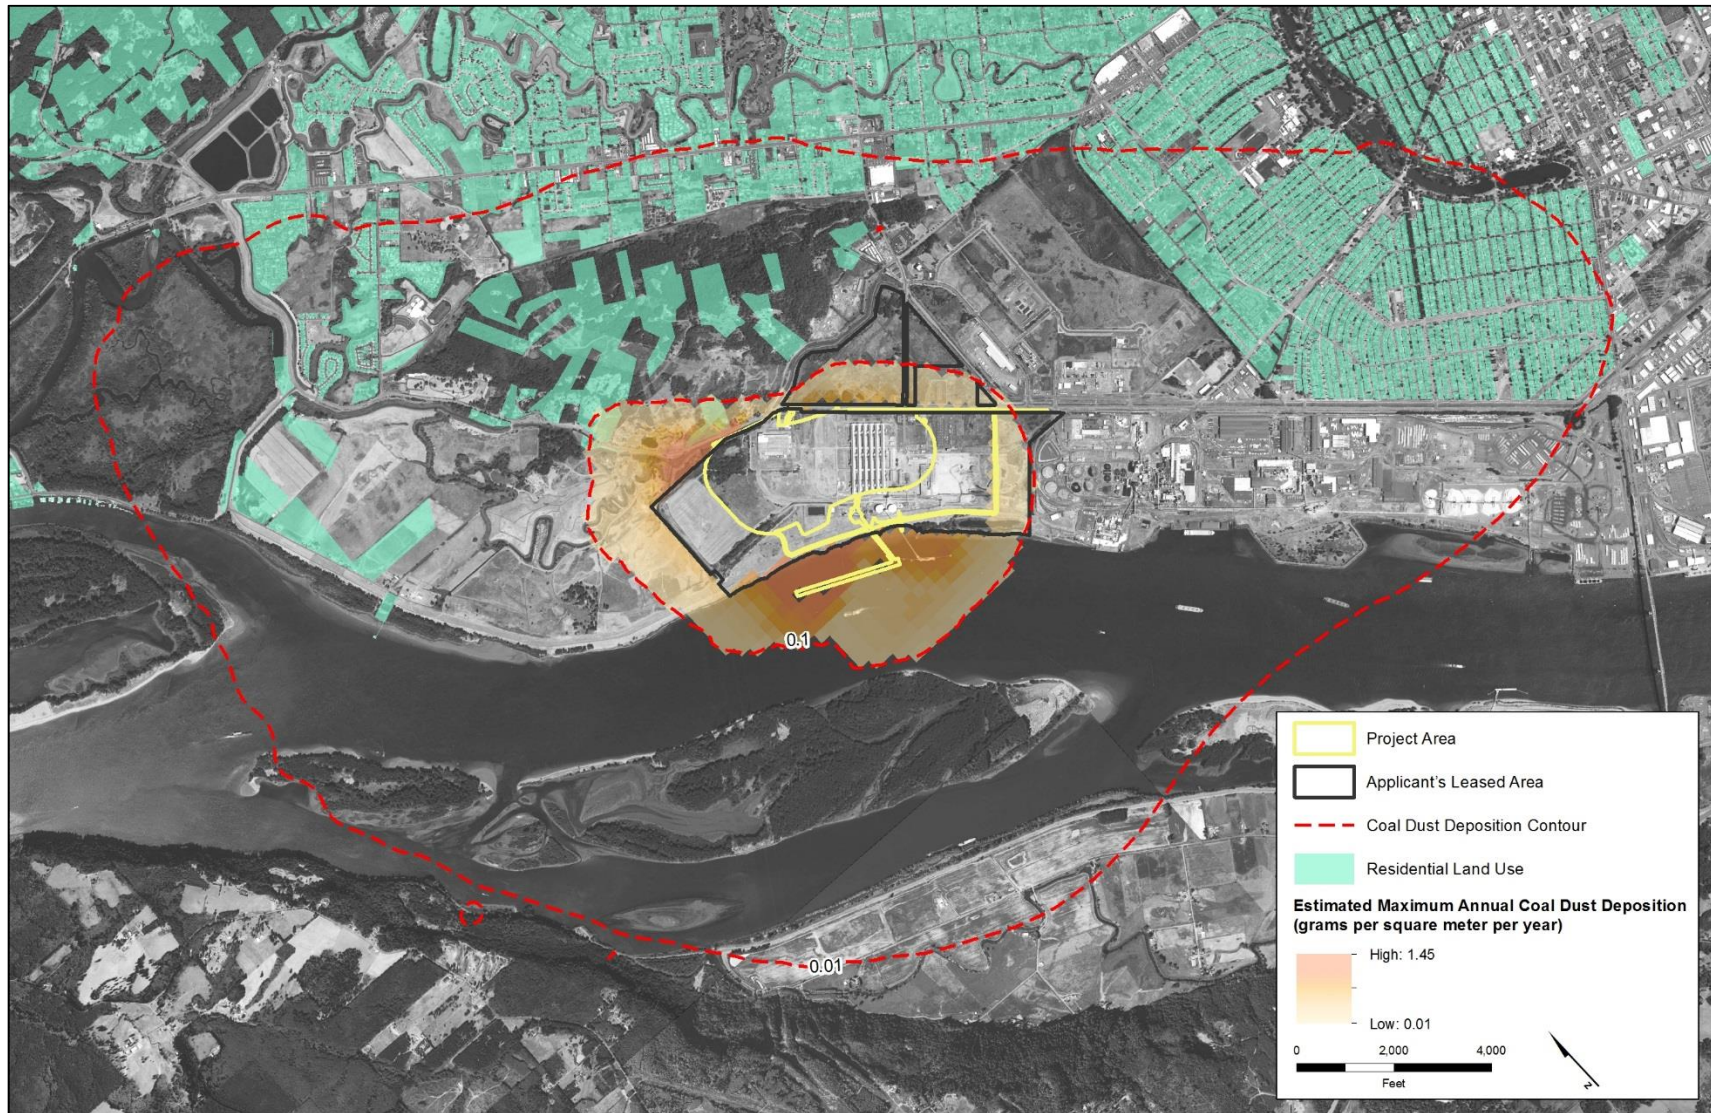 0.1
0.01
Project Area
Applicant's Leased Area
Coal Dust Deposition Contour
Residential Land Use
Estimated Maximum Annual Coal Dust Deposition
(grams per square meter per year)
High: 1.45
Low: 0.01
0 2,000 4,000
Feet
N